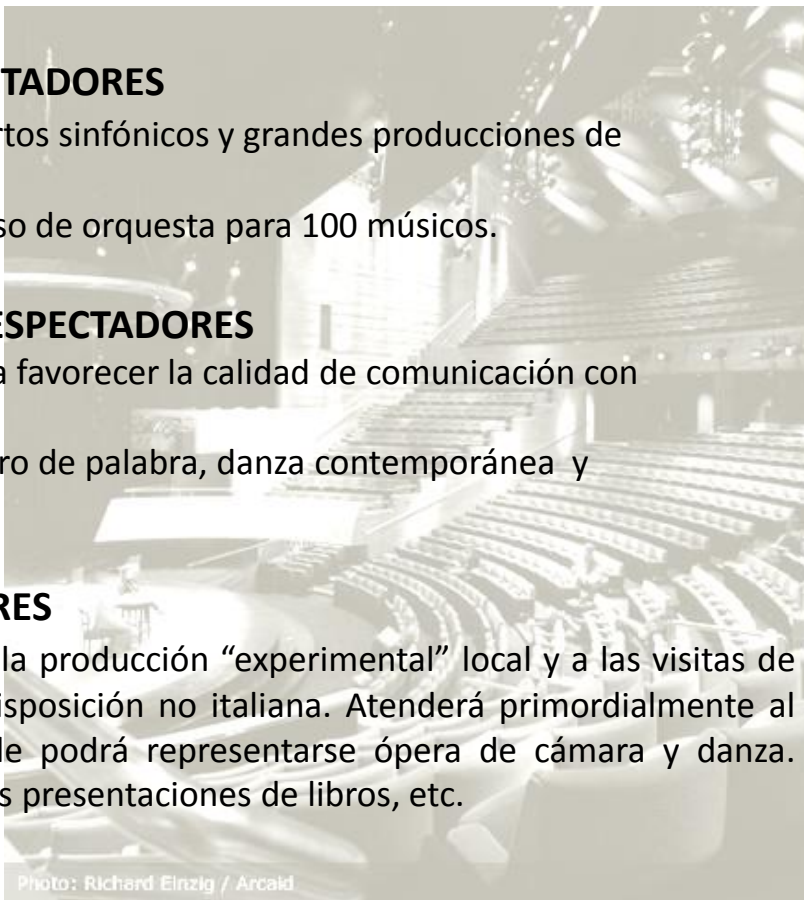 TADORES
rtos sinfónicos y grandes producciones de
so de orquesta para 100 músicos.
ESPECTADORES
a favorecer la calidad de comunicación con
ro de palabra, danza contemporánea y
RES
la producción “experimental” local y a las visitas de
isposición no italiana. Atenderá primordialmente al
le podrá representarse ópera de cámara y danza.
s presentaciones de libros, etc.
Photo: Richard Einzig / Arcaid